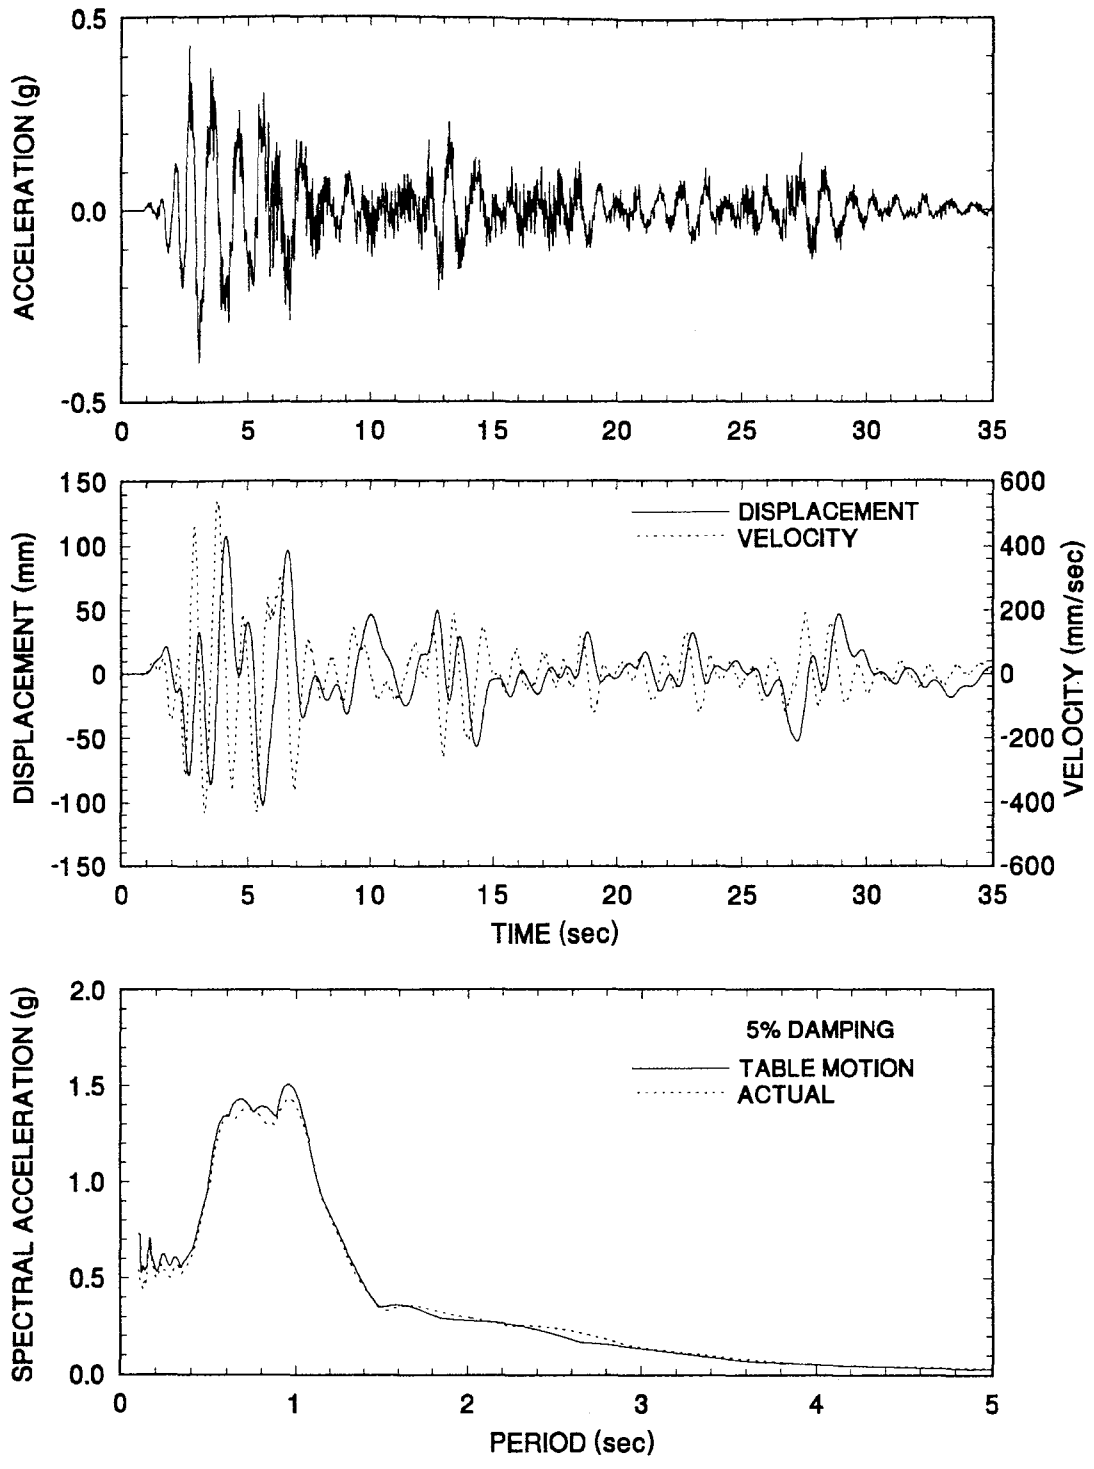 ACCELERATION (g)
0.5
0.0
-0.5
0 5 10 15 20 25 30 35
DISPLACEMENT (mm)
150
100
50
0
-50
-100
-150
DISPLACEMENT
VELOCITY
600
400
200
0
-200
-400
-600
VELOCITY (mm/sec)
0 5 10 15 20 25 30 35
TIME (sec)
SPECTRAL ACCELERATION (g)
2.0
1.5
1.0
0.5
0.0
5% DAMPING
TABLE MOTION
ACTUAL
0 1 2 3 4 5
PERIOD (sec)